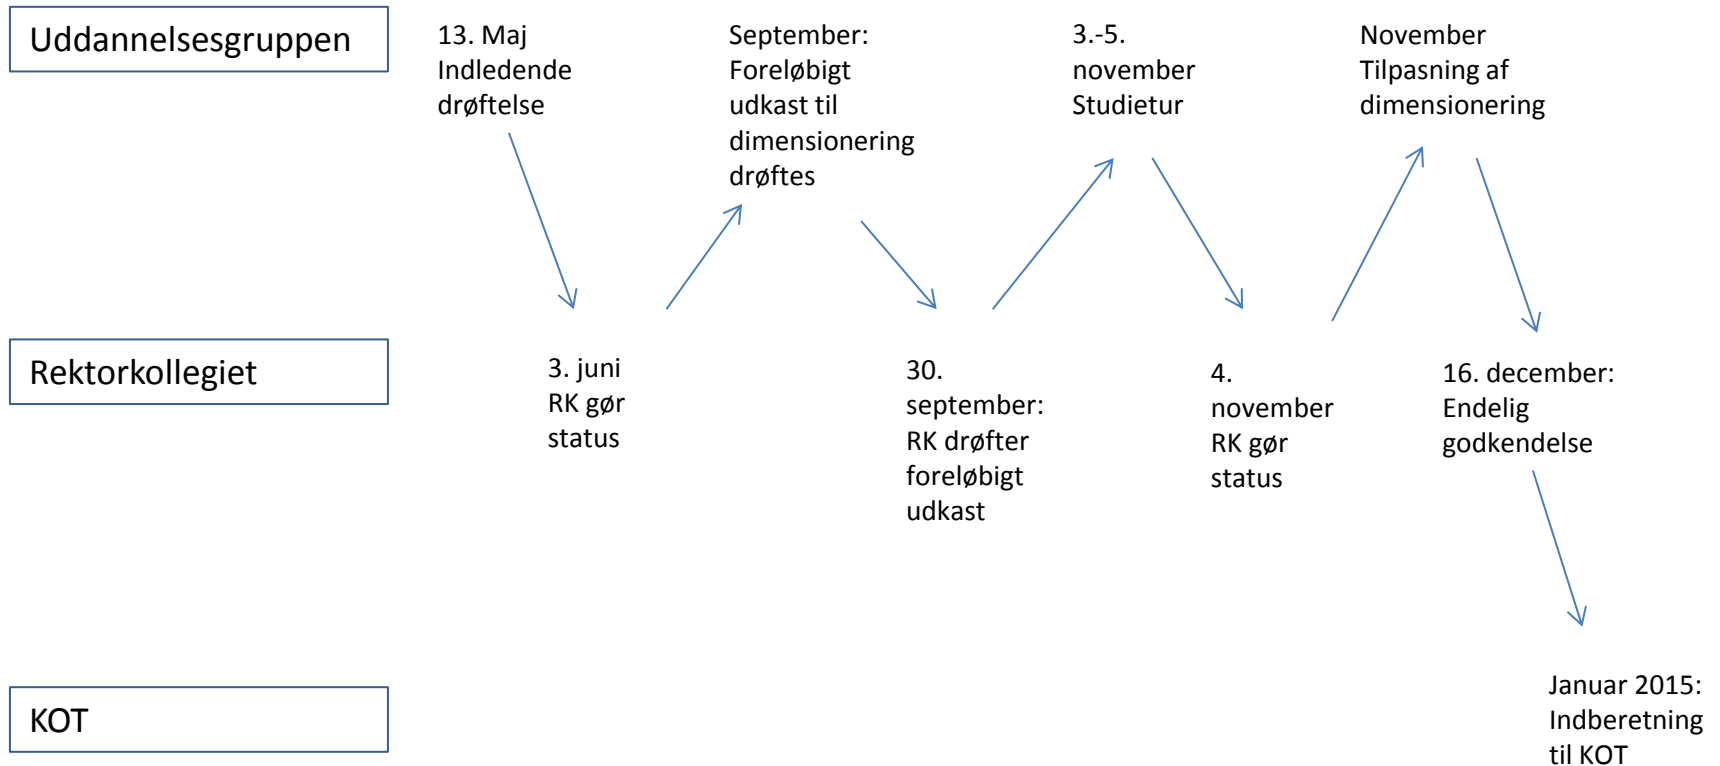 Uddannelsesgruppen
13. Maj
Indledende
drøftelse
September:
Foreløbigt
udkast til
dimensionering
drøftes
3.-5.
november
Studietur
November
Tilpasning af
dimensionering
Rektorkollegiet
3. juni
RK gør
status
30.
september:
RK drøfter
foreløbigt
udkast
4.
november
RK gør
status
16. december:
Endelig
godkendelse
KOT
Januar 2015:
Indberetning
til KOT